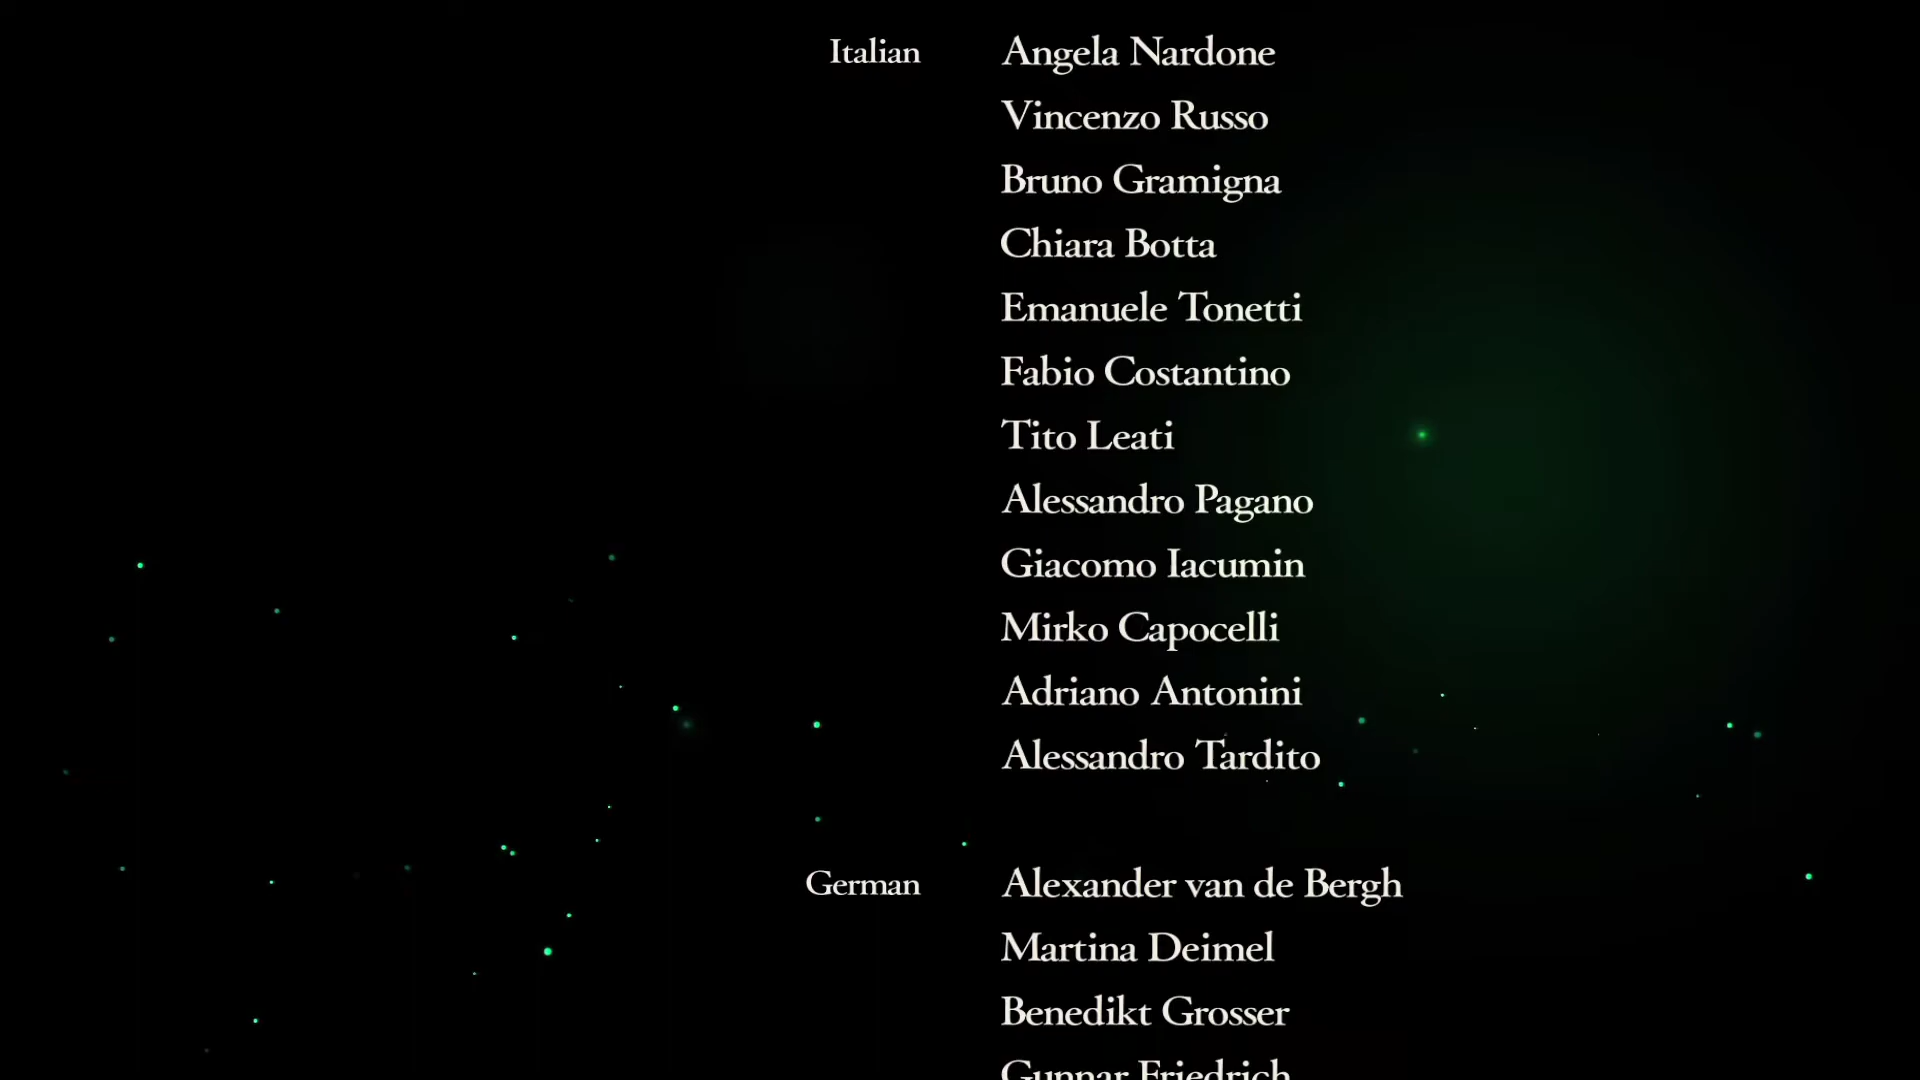 Italian Angela Nardone
Vincenzo Russo
Bruno Gramigna
Chiara Botta
Emanuele Tonetti
Fabio Costantino
Tito Leati
Alessandro Pagano
Giacomo Iacumin
Mirko Capocelli
Adriano Antonini
Alessandro Tardito
German Alexander van de Bergh
Martina Deimel
Benedikt Grosser
Gunnar Friedrich